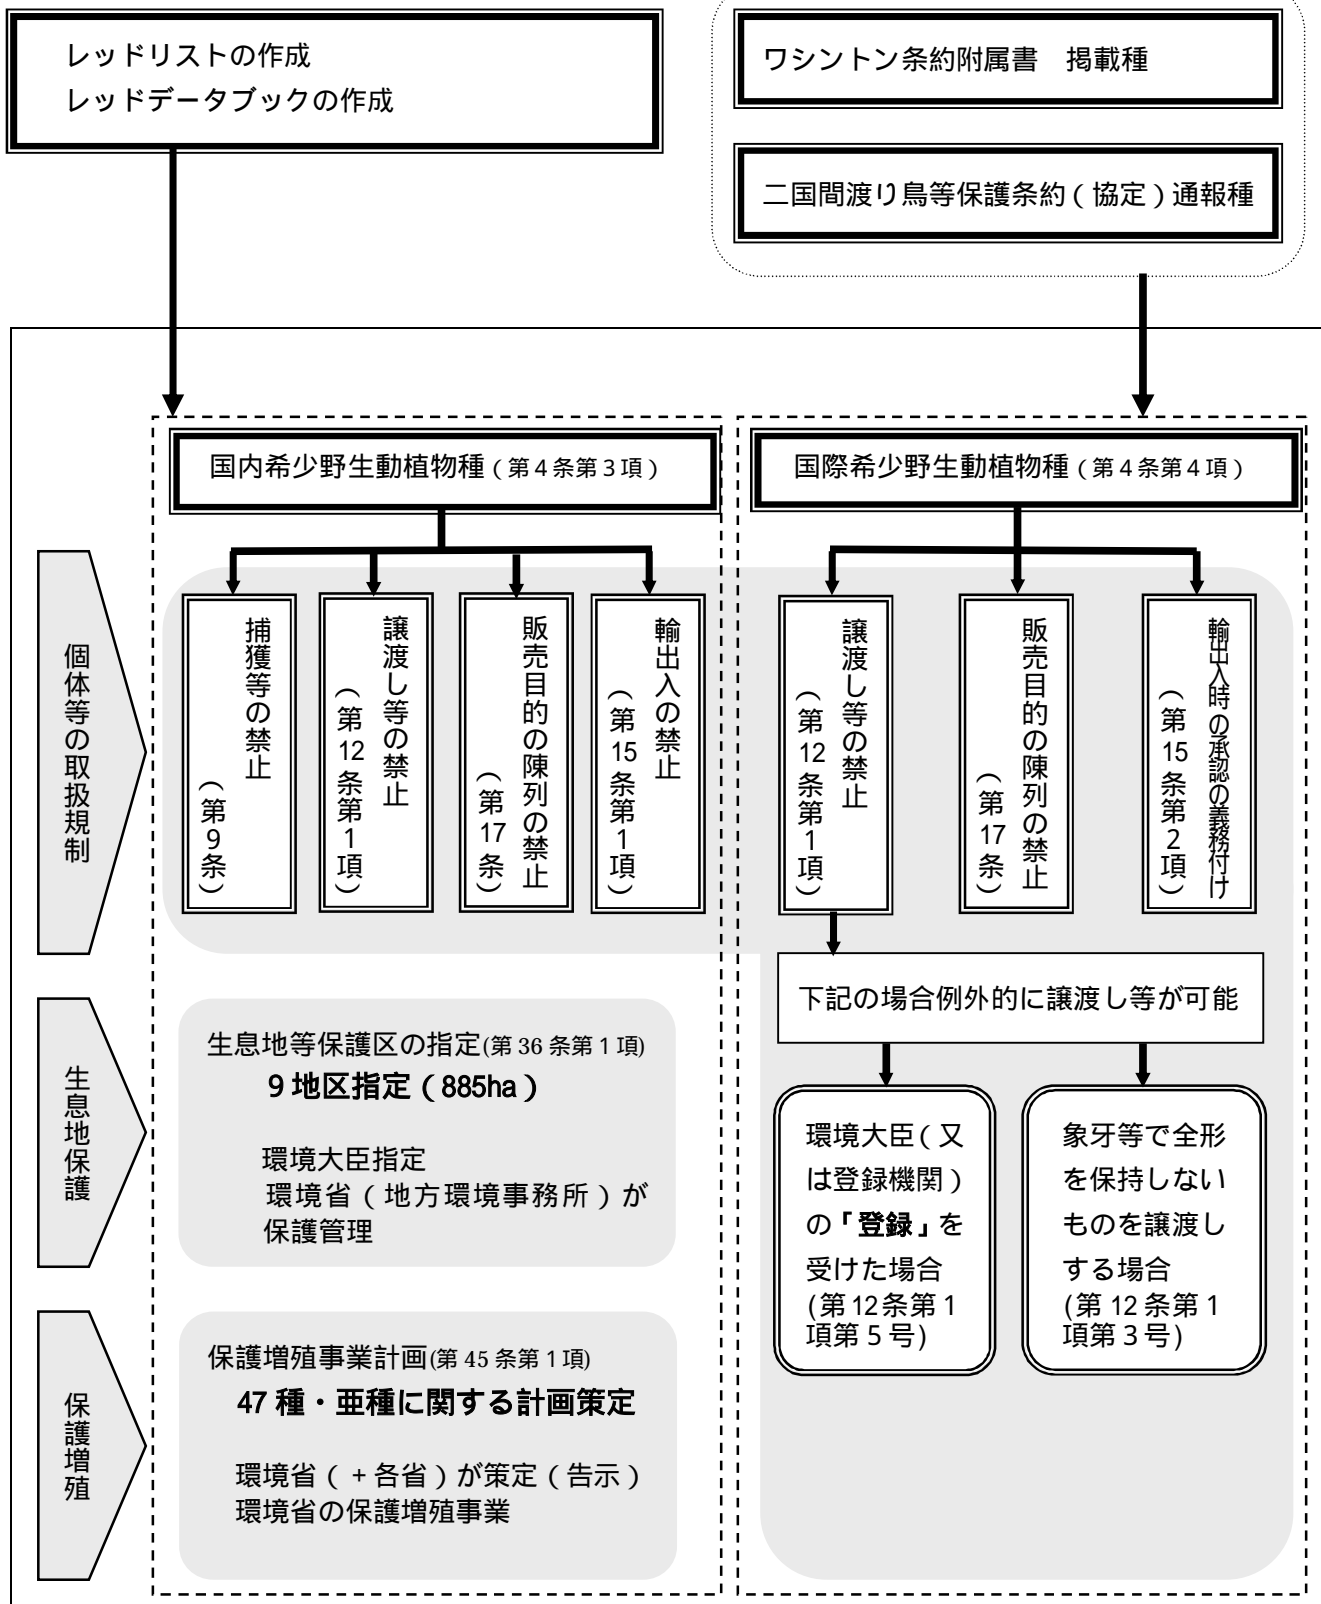 レッドリストの作成
レッドデータブックの作成
ワシントン条約附属書　掲載種
二国間渡り鳥等保護条約（協定）通報種
国内希少野生動植物種（第４条第３項）
国際希少野生動植物種（第４条第４項）
個体等の取扱規制
捕獲等の禁止
（第９条）
譲渡し等の禁止
（第12条第１項）
販売目的の陳列の禁止
（第17条）
輸出入の禁止
（第15条第１項）
譲渡し等の禁止
（第12条第１項）
販売目的の陳列の禁止
（第17条）
輸出入時の承認の義務付け
（第15条第２項）
下記の場合例外的に譲渡し等が可能
環境大臣（又
は登録機関）
の「登録」を
受けた場合
(第12条第１
項第５号)
象牙等で全形
を保持しない
ものを譲渡し
する場合
(第12条第１
項第３号)
生息地保護
生息地等保護区の指定(第36条第１項)
９地区指定（885ha）
環境大臣指定
環境省（地方環境事務所）が
保護管理
保護増殖
保護増殖事業計画(第45条第１項)
47種・亜種に関する計画策定
環境省（＋各省）が策定（告示）
環境省の保護増殖事業